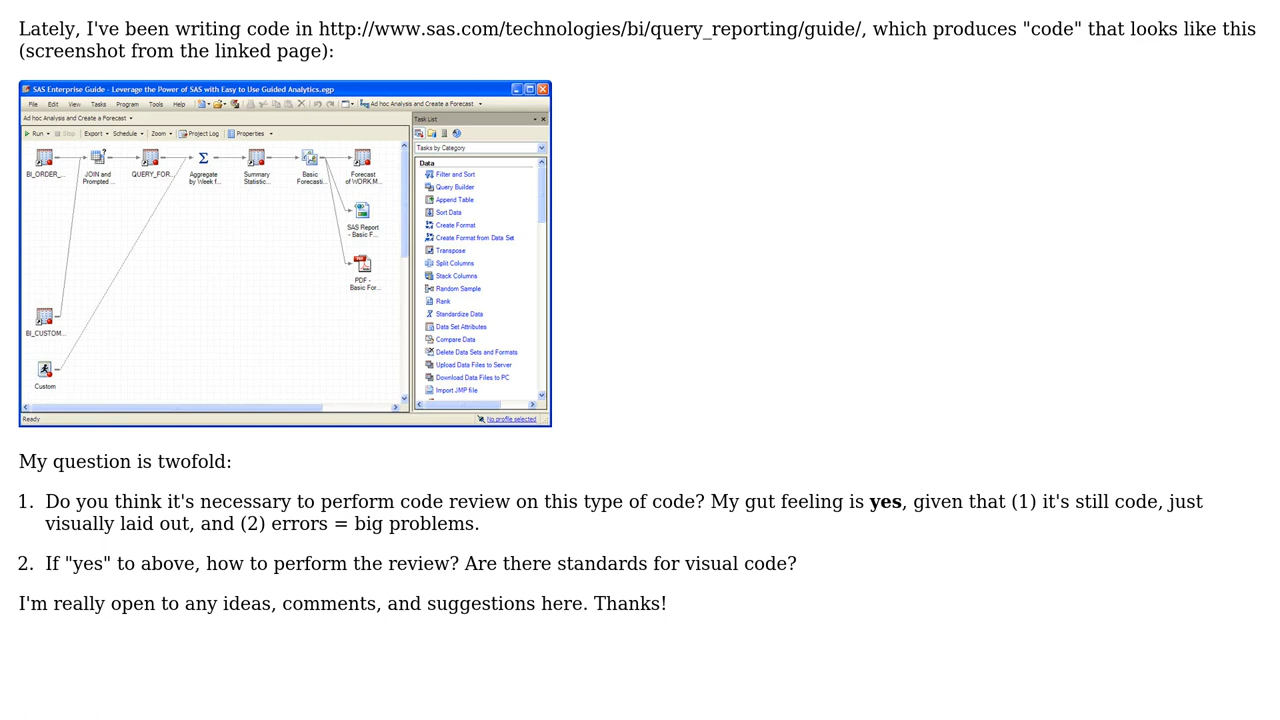 Lately, I've been writing code in http://www.sas.com/technologies/bi/query_reporting/guide/, which produces "code" that looks like this
(screenshot from the linked page):
SAS Enterprise Guide - Leverage the Power of SAS with Easy to Use Guided Analytics.egp
File Edit View Tasks Program Tools Help Ad hoc Analysis and Create a Forecast
Ad hoc Analysis and Create a Forecast
Run Stop Export Schedule Zoom Project Log Properties
BI_ORDER_...
JOIN and
Prompted ...
QUERY_FOR...
Aggregate
by Week f...
Summary
Statistic...
Basic
Forecasti...
Forecast
of WORK.M...
SAS Report
- Basic F...
PDF -
Basic For...
BI_CUSTOM...
Custom
Task List
Tasks by Category
Data
Filter and Sort
Query Builder
Append Table
Sort Data
Create Format
Create Format from Data Set
Transpose
Split Columns
Stack Columns
Random Sample
Rank
Standardize Data
Data Set Attributes
Compare Data
Delete Data Sets and Formats
Upload Data Files to Server
Download Data Files to PC
Import JMP file
Ready
No profile selected
My question is twofold:
1. Do you think it's necessary to perform code review on this type of code? My gut feeling is yes, given that (1) it's still code, just
visually laid out, and (2) errors = big problems.
2. If "yes" to above, how to perform the review? Are there standards for visual code?
I'm really open to any ideas, comments, and suggestions here. Thanks!